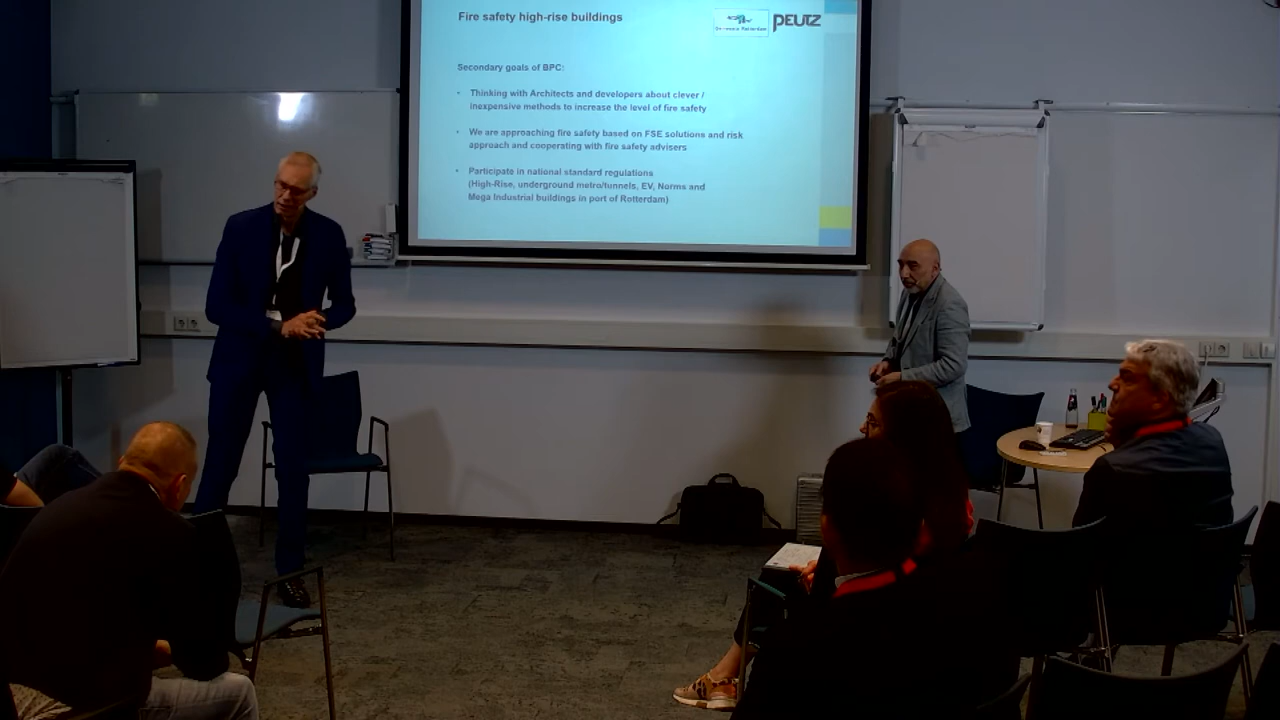 Fire safety high-rise buildings
Gemeente Rotterdam
PEUTZ
Secondary goals of BPC:
• Thinking with Architects and developers about clever /
inexpensive methods to increase the level of fire safety
• We are approaching fire safety based on FSE solutions and risk
approach and cooperating with fire safety advisers
• Participate in national standard regulations
(High-Rise, underground metro/tunnels, EV, Norms and
Mega Industrial buildings in port of Rotterdam)